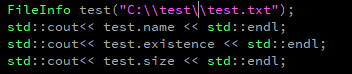 FileInfo test("C:\\test\\test.txt");
std::cout<< test.name << std::endl;
std::cout<< test.existence << std::endl;
std::cout<< test.size << std::endl;